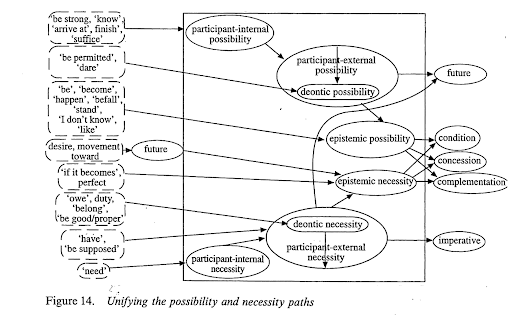 'be strong, 'know'
'arrive at', finish',
'suffice'
participant-internal
possibility
'be permitted',
'dare'
participant-external
possibility
deontic possibility
future
'be', 'become',
'happen', 'befall',
'stand',
'I don't know',
'like'
epistemic possibility
condition
concession
complementation
desire, movement
toward
future
'if it becomes'
perfect
epistemic necessity
'owe', duty,
'belong',
'be good/proper'
deontic necessity
participant-external
necessity
imperative
'have',
'be supposed'
participant-internal
necessity
'need'
Figure 14. Unifying the possibility and necessity paths